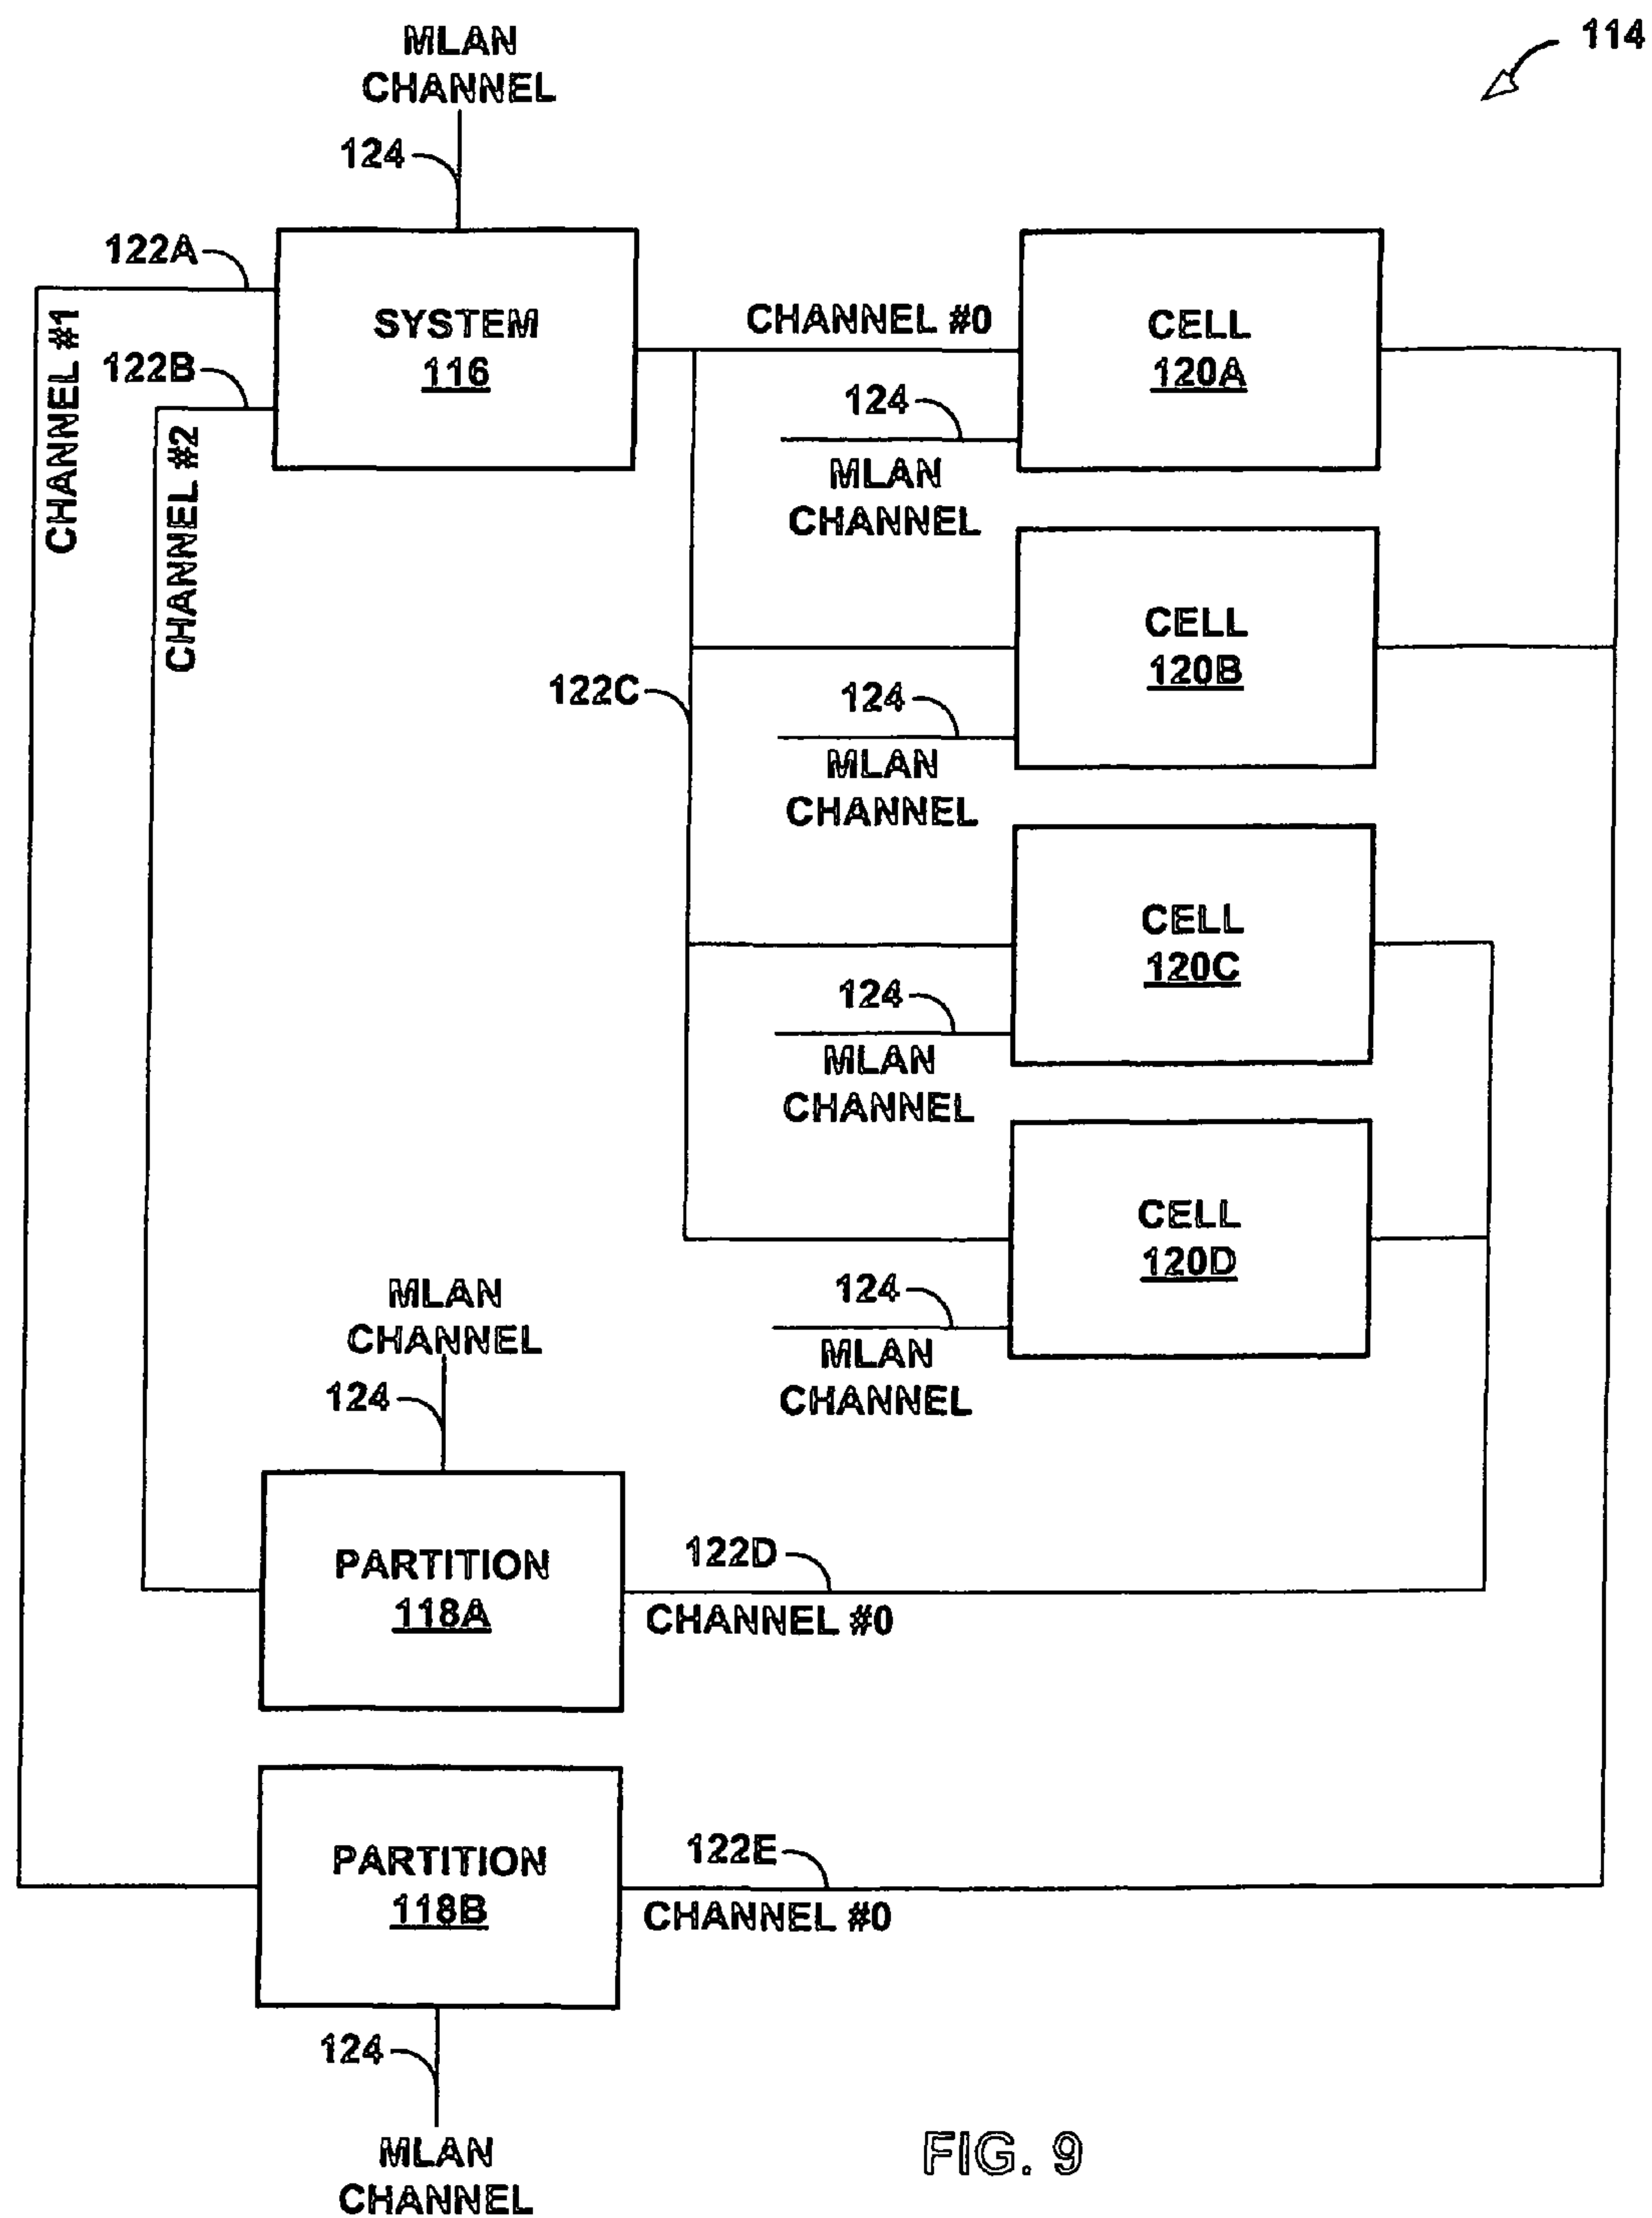 114
MLAN
CHANNEL
124
122A
CHANNEL #1
122B
CHANNEL #2
SYSTEM
116
CHANNEL #0
CELL
120A
124
MLAN
CHANNEL
CELL
120B
122C
124
MLAN
CHANNEL
CELL
120C
124
MLAN
CHANNEL
CELL
120D
124
MLAN
CHANNEL
MLAN
CHANNEL
124
PARTITION
118A
122D
CHANNEL #0
PARTITION
118B
122E
CHANNEL #0
124
MLAN
CHANNEL
FIG. 9